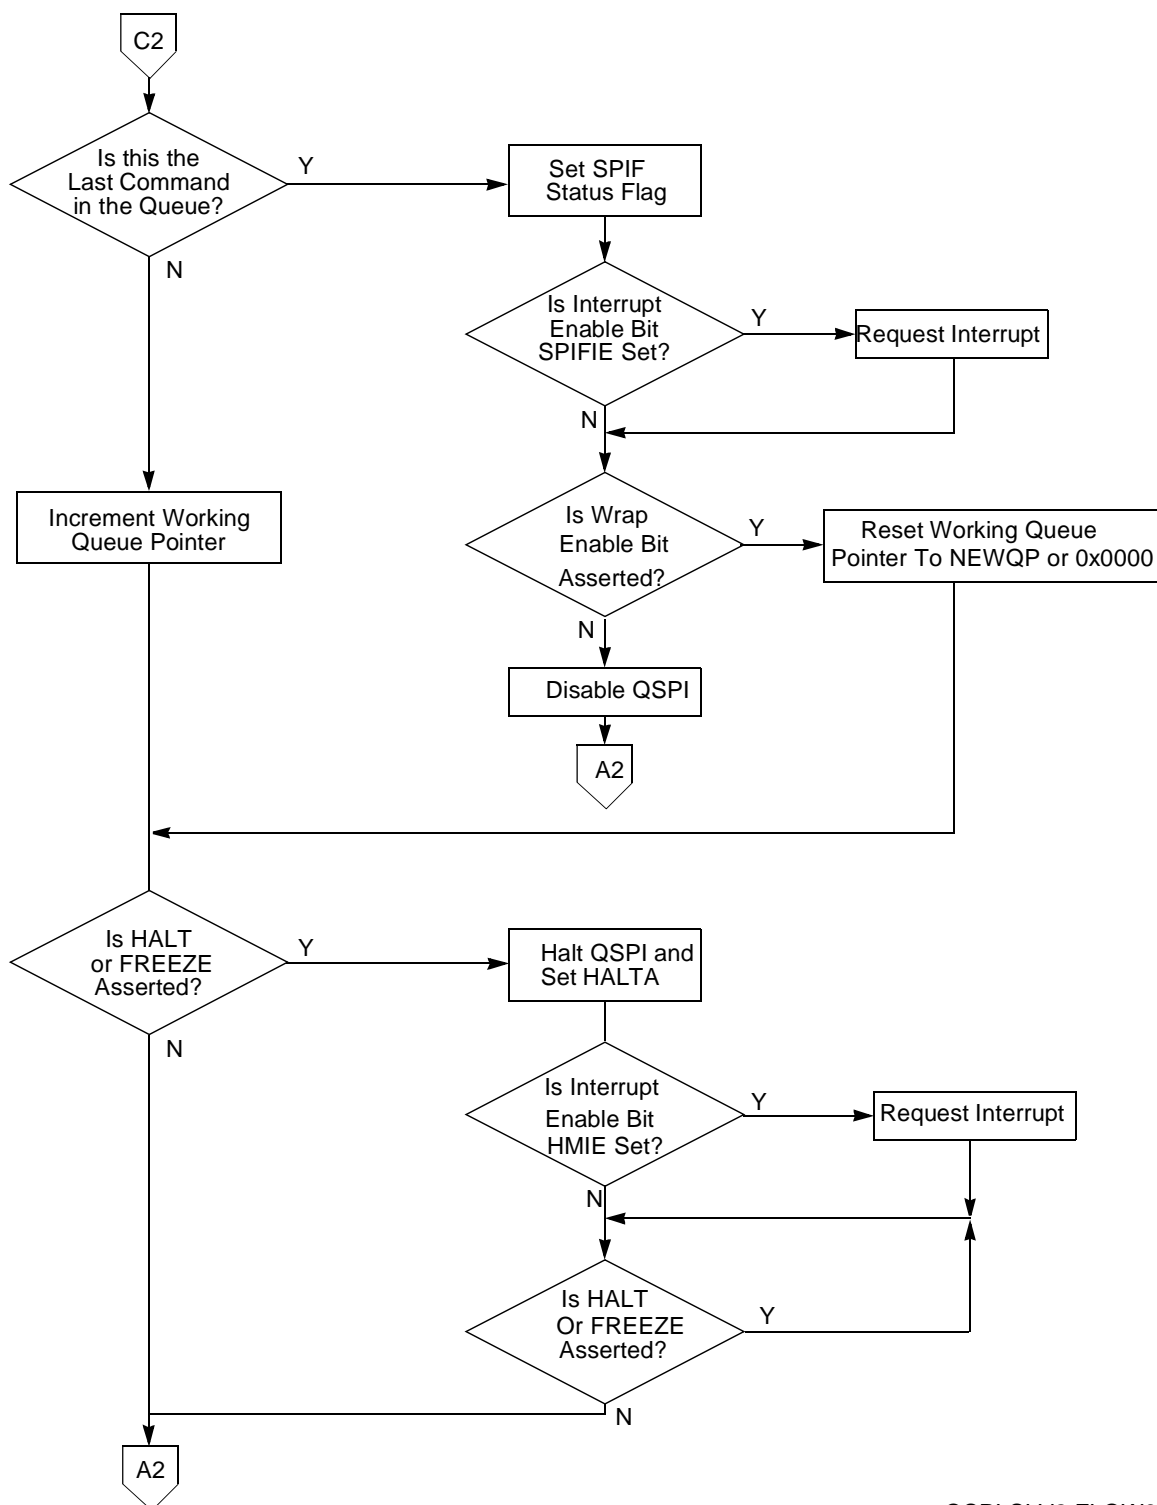 C2
Is this the
Last Command
in the Queue?
Y
N
Set SPIF
Status Flag
Is Interrupt
Enable Bit
SPIFIE Set?
Y
N
Request Interrupt
Increment Working
Queue Pointer
Is Wrap
Enable Bit
Asserted?
Y
N
Reset Working Queue
Pointer To NEWQP or 0x0000
Disable QSPI
A2
Is HALT
or FREEZE
Asserted?
Y
N
Halt QSPI and
Set HALTA
Is Interrupt
Enable Bit
HMIE Set?
Y
N
Request Interrupt
Is HALT
Or FREEZE
Asserted?
Y
N
A2